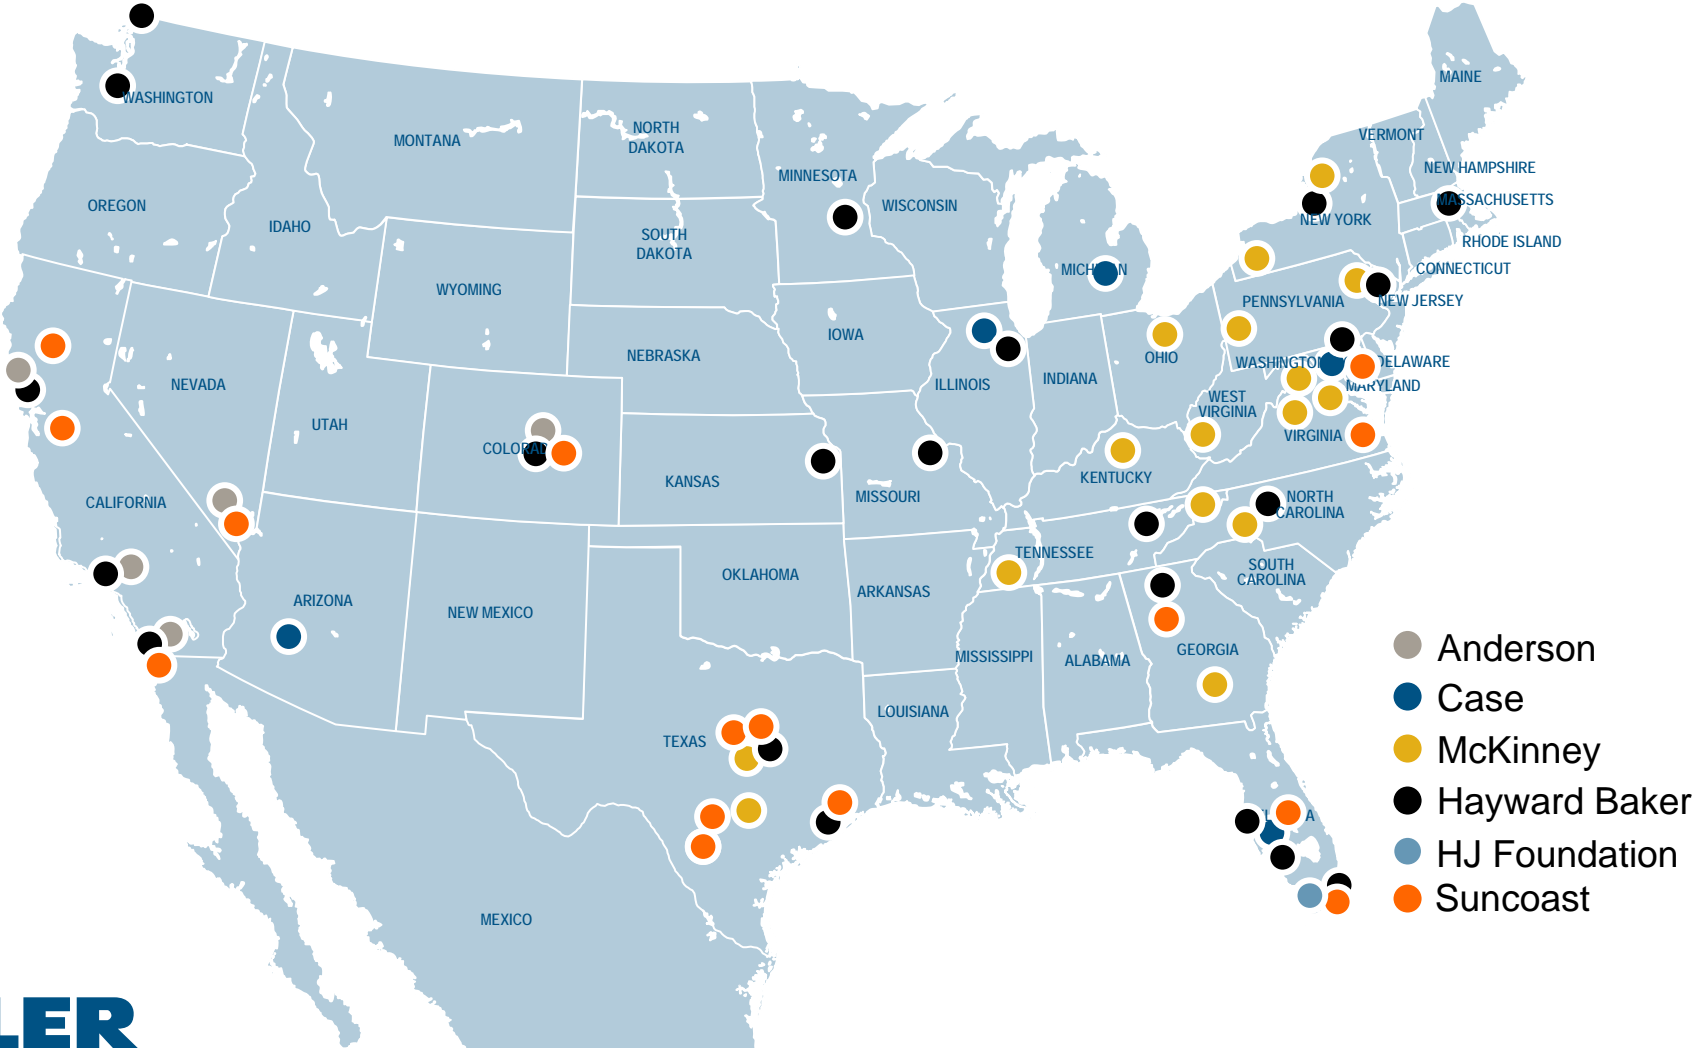 MAINE
WASHINGTON
MONTANA
NORTH
DAKOTA
VERMONT
MINNESOTA
NEW HAMPSHIRE
OREGON
WISCONSIN
MASSACHUSETTS
IDAHO
NEW YORK
SOUTH
DAKOTA
RHODE ISLAND
CONNECTICUT
WYOMING
PENNSYLVANIA
NEW JERSEY
IOWA
NEBRASKA
OHIO
WASHINGTON
DELAWARE
NEVADA
ILLINOIS
INDIANA
MARYLAND
WEST
VIRGINIA
UTAH
VIRGINIA
KANSAS
KENTUCKY
CALIFORNIA
MISSOURI
NORTH
CAROLINA
TENNESSEE
OKLAHOMA
SOUTH
CAROLINA
ARKANSAS
ARIZONA
NEW MEXICO
MISSISSIPPI
ALABAMA
GEORGIA
LOUISIANA
TEXAS
MEXICO
Anderson
Case
McKinney
Hayward Baker
HJ Foundation
Suncoast
LER